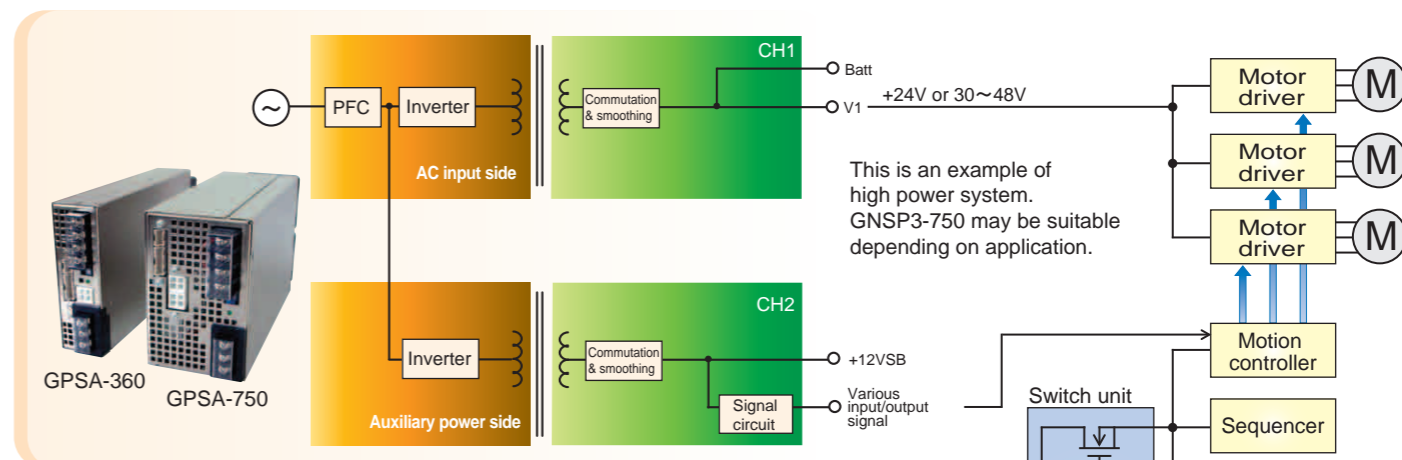 CH1
Batt
PFC
Inverter
Commutation
& smoothing
V1
+24V or 30～48V
AC input side
Motor
driver
M
Motor
driver
M
Motor
driver
M
This is an example of
high power system.
GNSP3-750 may be suitable
depending on application.
GPSA-360
GPSA-750
CH2
Inverter
Commutation
& smoothing
+12VSB
Signal
circuit
Various
input/output
signal
Auxiliary power side
Motion
controller
Switch unit
Sequencer